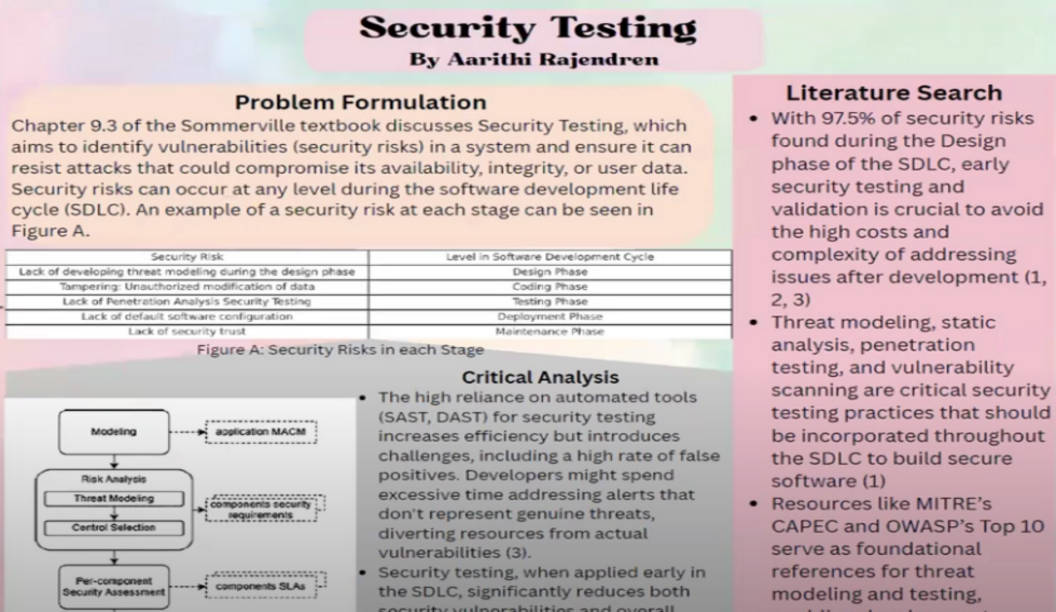 Security Testing
By Aarithi Rajendren
Problem Formulation
Chapter 9.3 of the Sommerville textbook discusses Security Testing, which
aims to identify vulnerabilities (security risks) in a system and ensure it can
resist attacks that could compromise its availability, integrity, or user data.
Security risks can occur at any level during the software development life
cycle (SDLC). An example of a security risk at each stage can be seen in
Figure A.
Security Risk Level in Software Development Cycle
Lack of developing threat modeling during the design phase Design Phase
Tampering: Unauthorized modification of data Coding Phase
Lack of Penetration Analysis Security Testing Testing Phase
Lack of default software configuration Deployment Phase
Lack of security trust Maintenance Phase
Figure A: Security Risks in each Stage
Modeling
application MACM
Risk Analysis
Threat Modeling
Control Selection
components security
requirements
Per-component
Security Assessment
components SLAs
Critical Analysis
• The high reliance on automated tools
(SAST, DAST) for security testing
increases efficiency but introduces
challenges, including a high rate of false
positives. Developers might spend
excessive time addressing alerts that
don't represent genuine threats,
diverting resources from actual
vulnerabilities (3).
• Security testing, when applied early in
the SDLC, significantly reduces both
security vulnerabilities and overall
Literature Search
• With 97.5% of security risks
found during the Design
phase of the SDLC, early
security testing and
validation is crucial to avoid
the high costs and
complexity of addressing
issues after development (1,
2, 3)
• Threat modeling, static
analysis, penetration
testing, and vulnerability
scanning are critical security
testing practices that should
be incorporated throughout
the SDLC to build secure
software (1)
• Resources like MITRE's
CAPEC and OWASP's Top 10
serve as foundational
references for threat
modeling and testing,